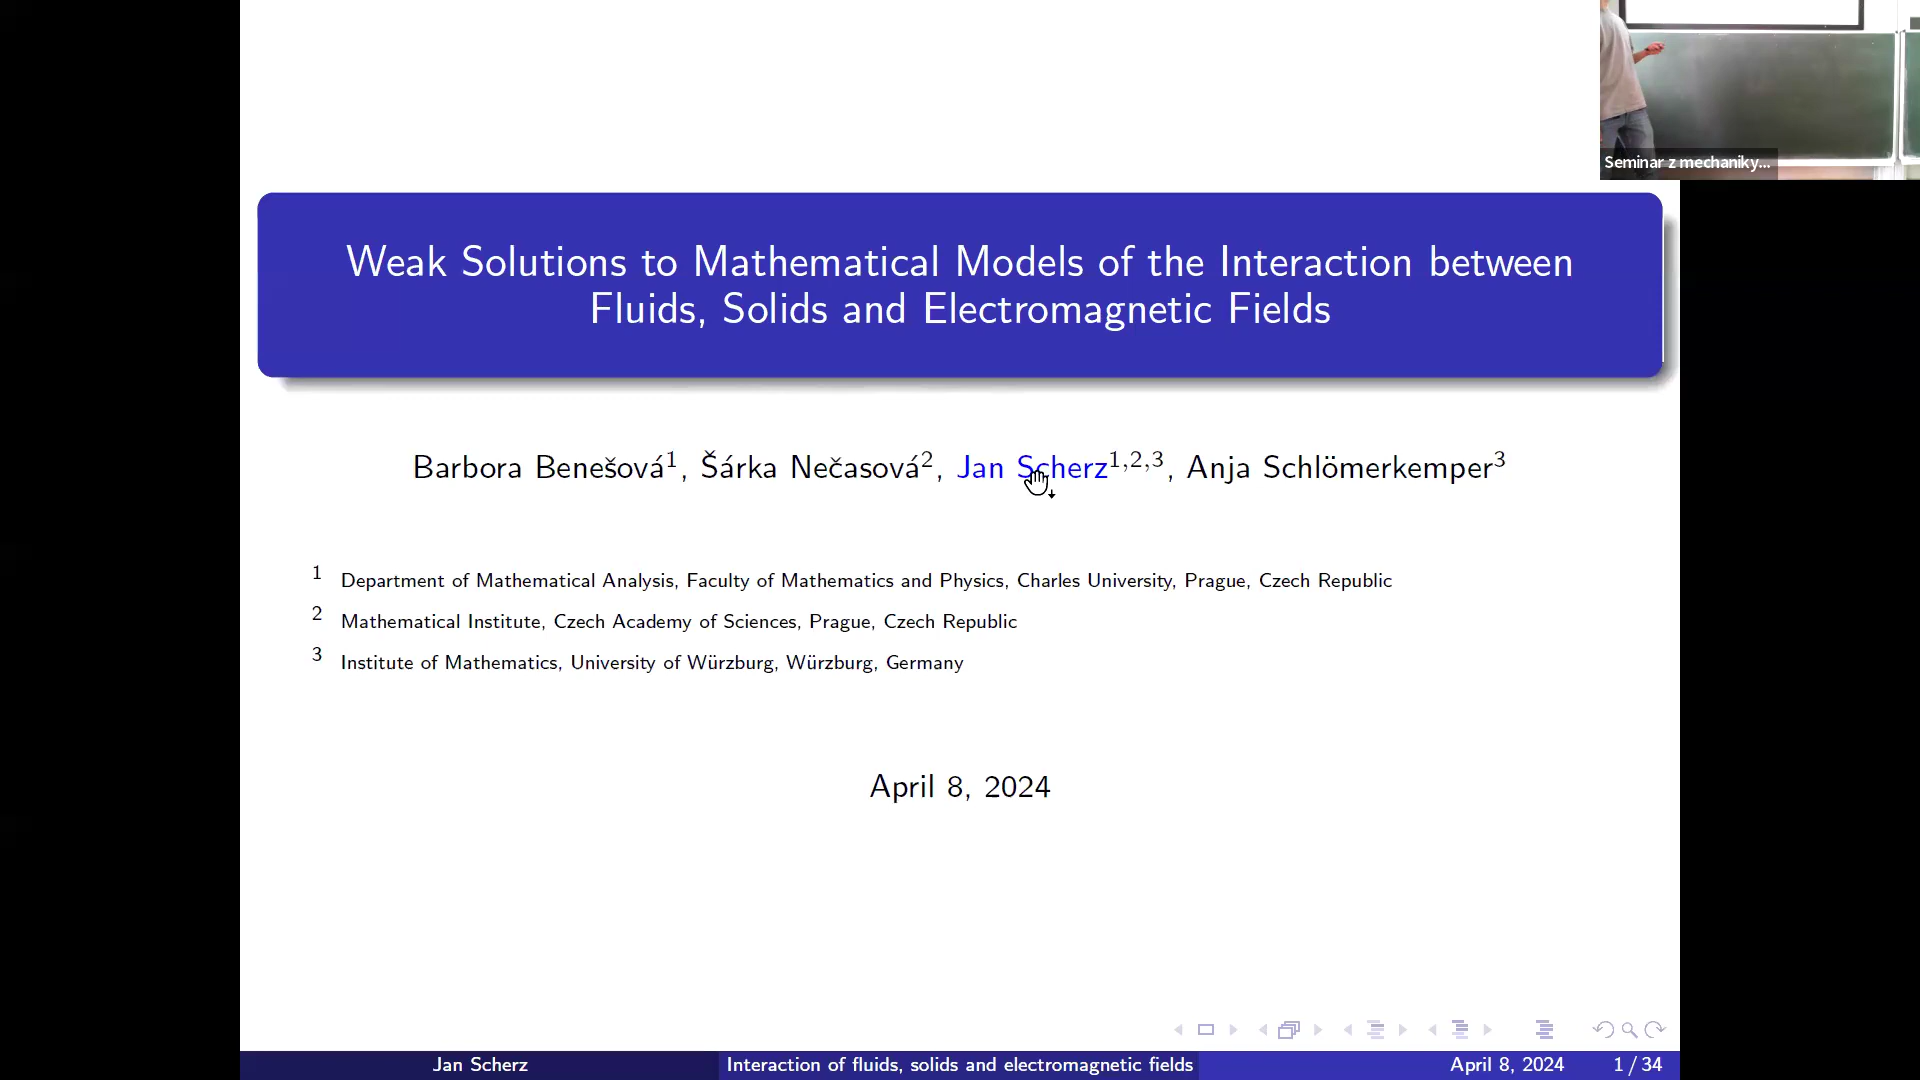 Seminar z mechaniky...
Weak Solutions to Mathematical Models of the Interaction between
Fluids, Solids and Electromagnetic Fields
Barbora Benešová1, Šárka Nečasová2, Jan Scherz1,2,3, Anja Schlömerkemper3
1 Department of Mathematical Analysis, Faculty of Mathematics and Physics, Charles University, Prague, Czech Republic
2 Mathematical Institute, Czech Academy of Sciences, Prague, Czech Republic
3 Institute of Mathematics, University of Würzburg, Würzburg, Germany
April 8, 2024
Jan Scherz Interaction of fluids, solids and electromagnetic fields April 8, 2024 1 / 34